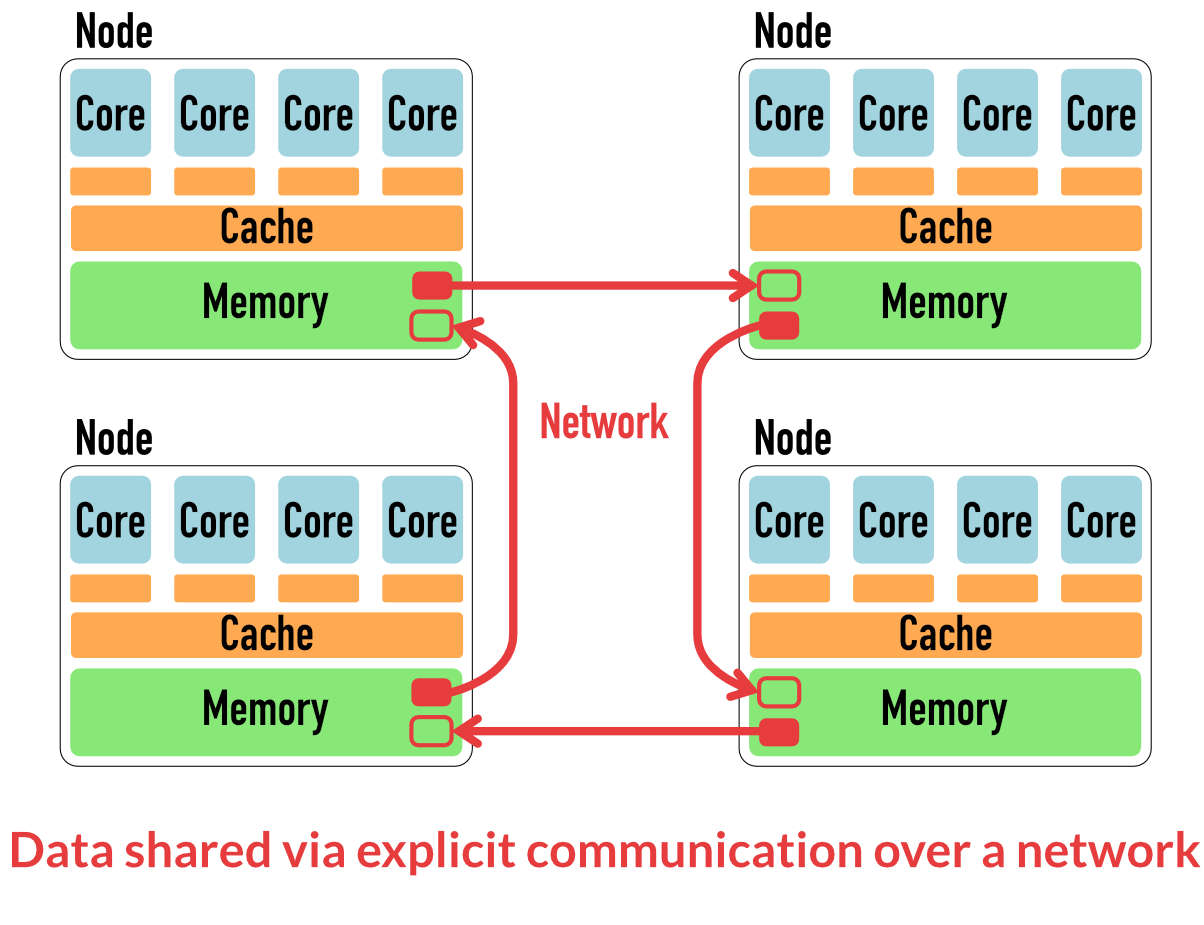 Node Node
Core Core Core Core Core Core Core Core
Cache Cache
Memory Memory
Network
Node Node
Core Core Core Core Core Core Core Core
Cache Cache
Memory Memory
Data shared via explicit communication over a network